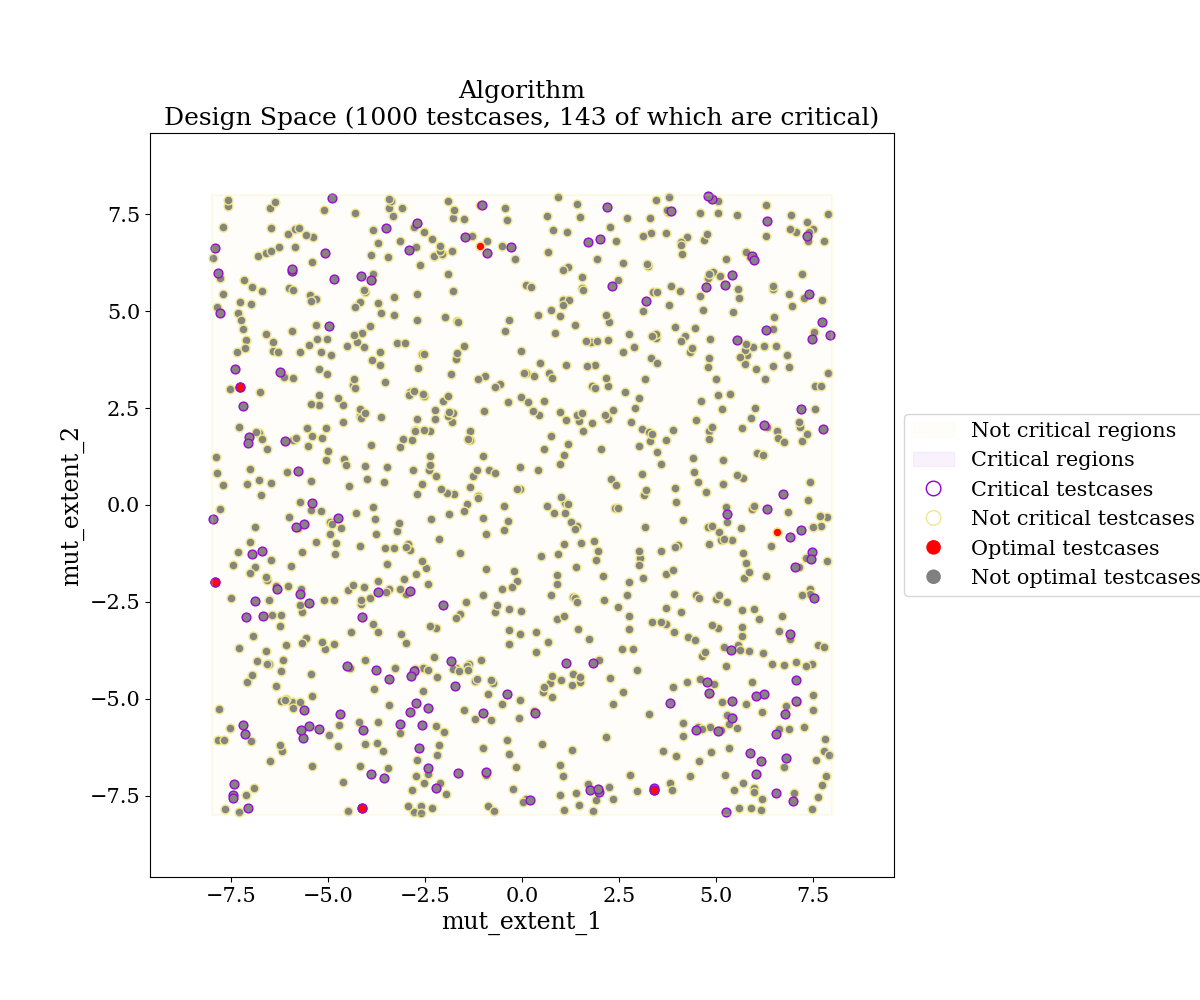 Algorithm
Design Space (1000 testcases, 143 of which are critical)
7.5
5.0
2.5
0.0
−2.5
−5.0
−7.5
mut_extent_2
−7.5 −5.0 −2.5 0.0 2.5 5.0 7.5
mut_extent_1
Not critical regions
Critical regions
Critical testcases
Not critical testcases
Optimal testcases
Not optimal testcases